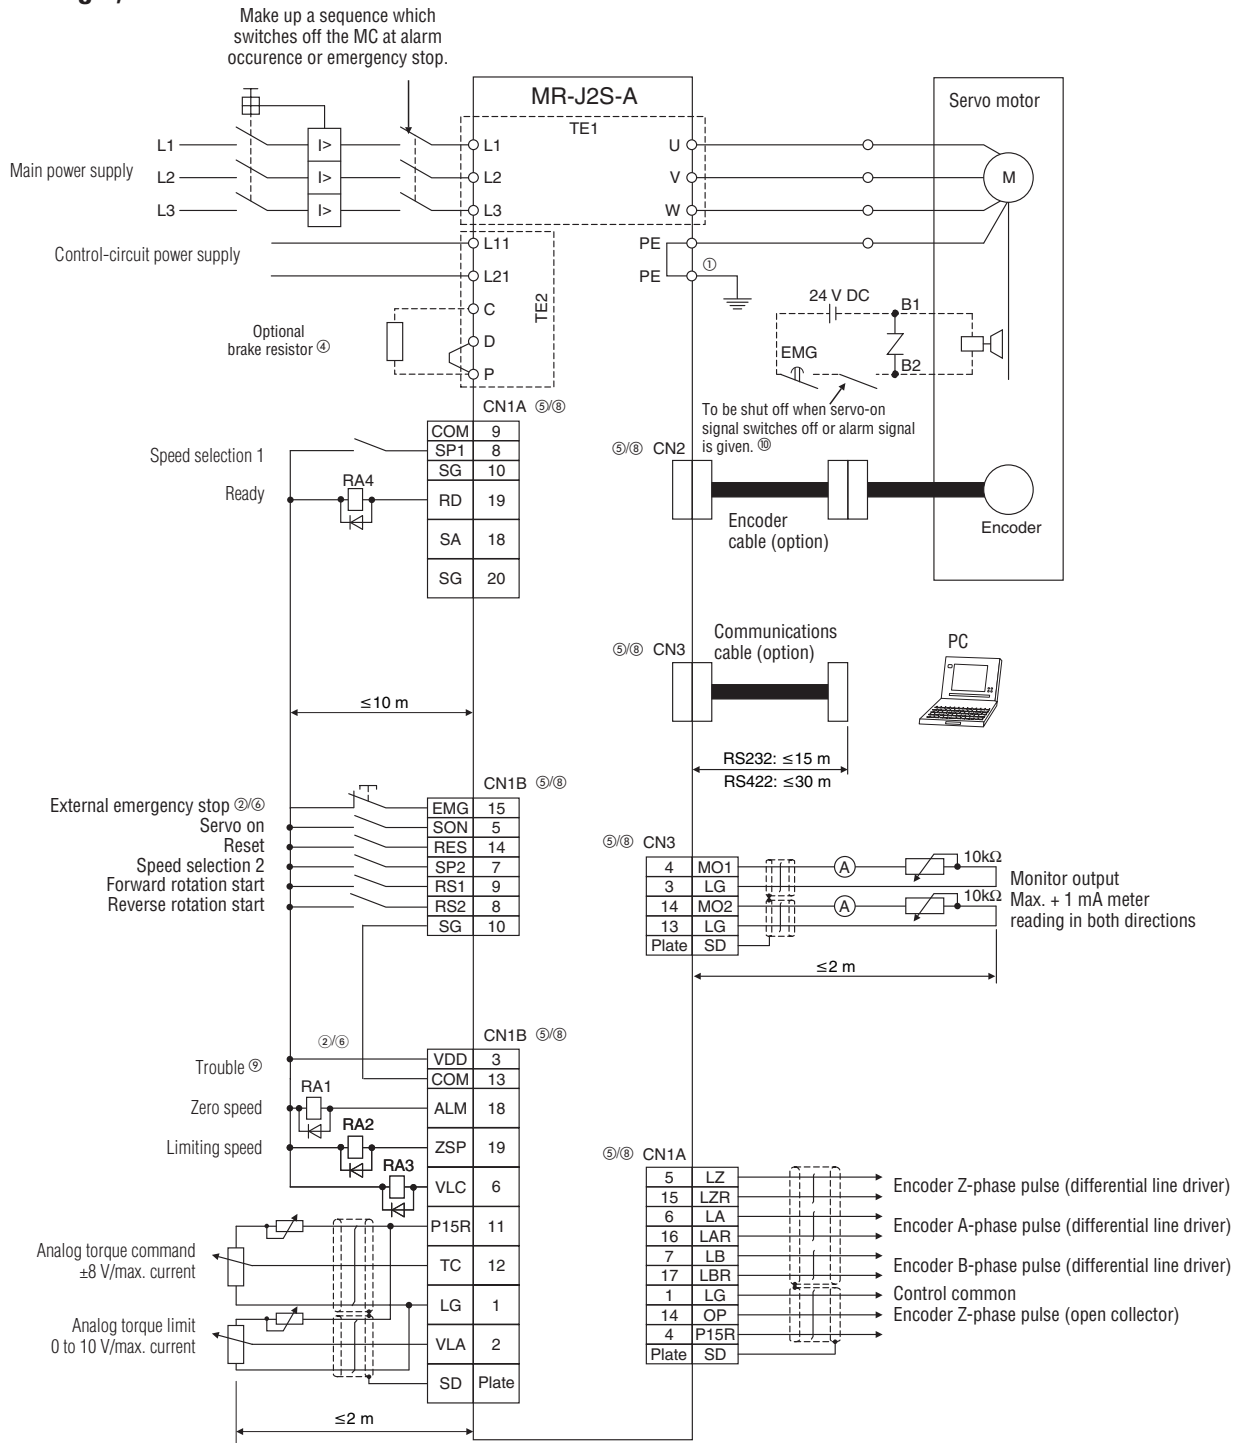 Make up a sequence which
switches off the MC at alarm
occurence or emergency stop.
MR-J2S-A
Servo motor
TE1
Main power supply
L1
L2
L3
I>
I>
I>
L1
L2
L3
U
V
W
M
Control-circuit power supply
L11
L21
PE
PE
①
TE2
C
D
P
Optional
brake resistor ④
24 V DC
B1
B2
EMG
To be shut off when servo-on
signal switches off or alarm signal
is given. ⑩
CN1A ⑤/⑧
COM 9
Speed selection 1
SP1 8
SG 10
Ready
RA4
RD 19
SA 18
SG 20
⑤/⑧ CN2
Encoder
cable (option)
Encoder
⑤/⑧ CN3
Communications
cable (option)
PC
≤10 m
RS232: ≤15 m
RS422: ≤30 m
CN1B ⑤/⑧
External emergency stop ②/⑥
EMG 15
Servo on
SON 5
Reset
RES 14
Speed selection 2
SP2 7
Forward rotation start
RS1 9
Reverse rotation start
RS2 8
SG 10
⑤/⑧ CN3
4 MO1
3 LG
14 MO2
13 LG
Plate SD
A
A
10kΩ
10kΩ
Monitor output
Max. + 1 mA meter
reading in both directions
≤2 m
CN1B ⑤/⑧
②/⑥
VDD 3
COM 13
Trouble ⑨
RA1
ALM 18
Zero speed
RA2
ZSP 19
Limiting speed
RA3
VLC 6
P15R 11
Analog torque command
±8 V/max. current
TC 12
LG 1
Analog torque limit
0 to 10 V/max. current
VLA 2
SD Plate
≤2 m
⑤/⑧ CN1A
5 LZ
15 LZR
Encoder Z-phase pulse (differential line driver)
6 LA
16 LAR
Encoder A-phase pulse (differential line driver)
7 LB
17 LBR
Encoder B-phase pulse (differential line driver)
1 LG
Control common
14 OP
Encoder Z-phase pulse (open collector)
4 P15R
Plate SD